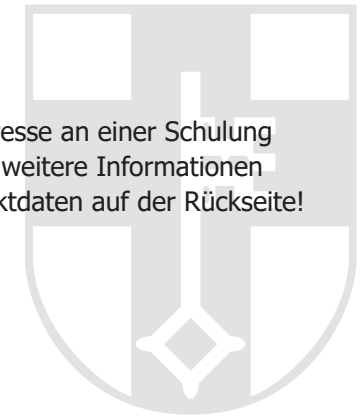 esse an einer Schulung
weitere Informationen
ktdaten auf der Rückseite!